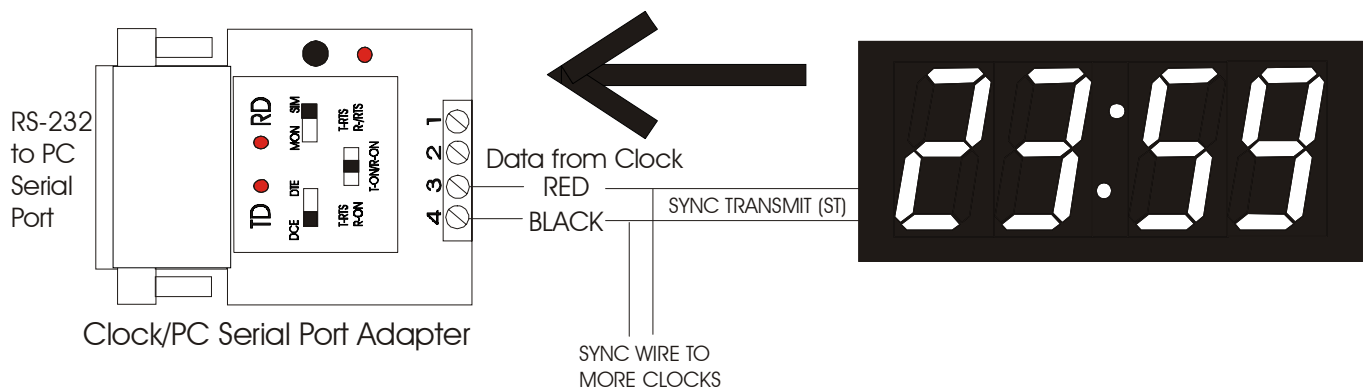 RS-232
to PC
Serial
Port
TD RD
DCE DTE
MON SIM
T-RTS
R-ON
T-ON/R-ON
T-RTS
R-/RTS
1
2
3
4
Data from Clock
RED
BLACK
SYNC TRANSMIT (ST)
23:59
Clock/PC Serial Port Adapter
SYNC WIRE TO
MORE CLOCKS